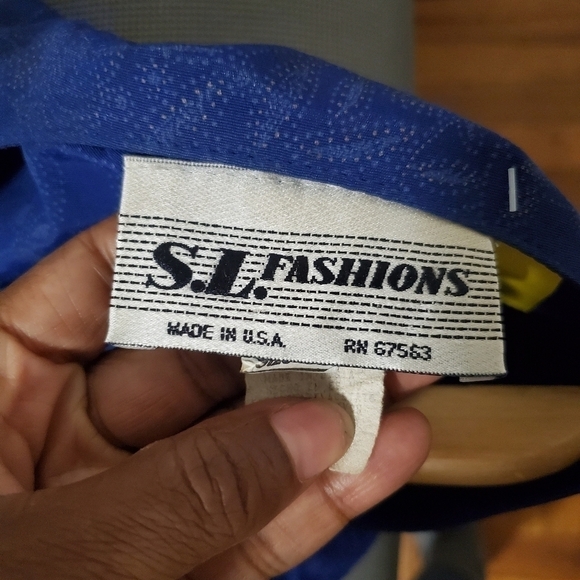 S.L. FASHIONS
MADE IN U.S.A. RN 67563